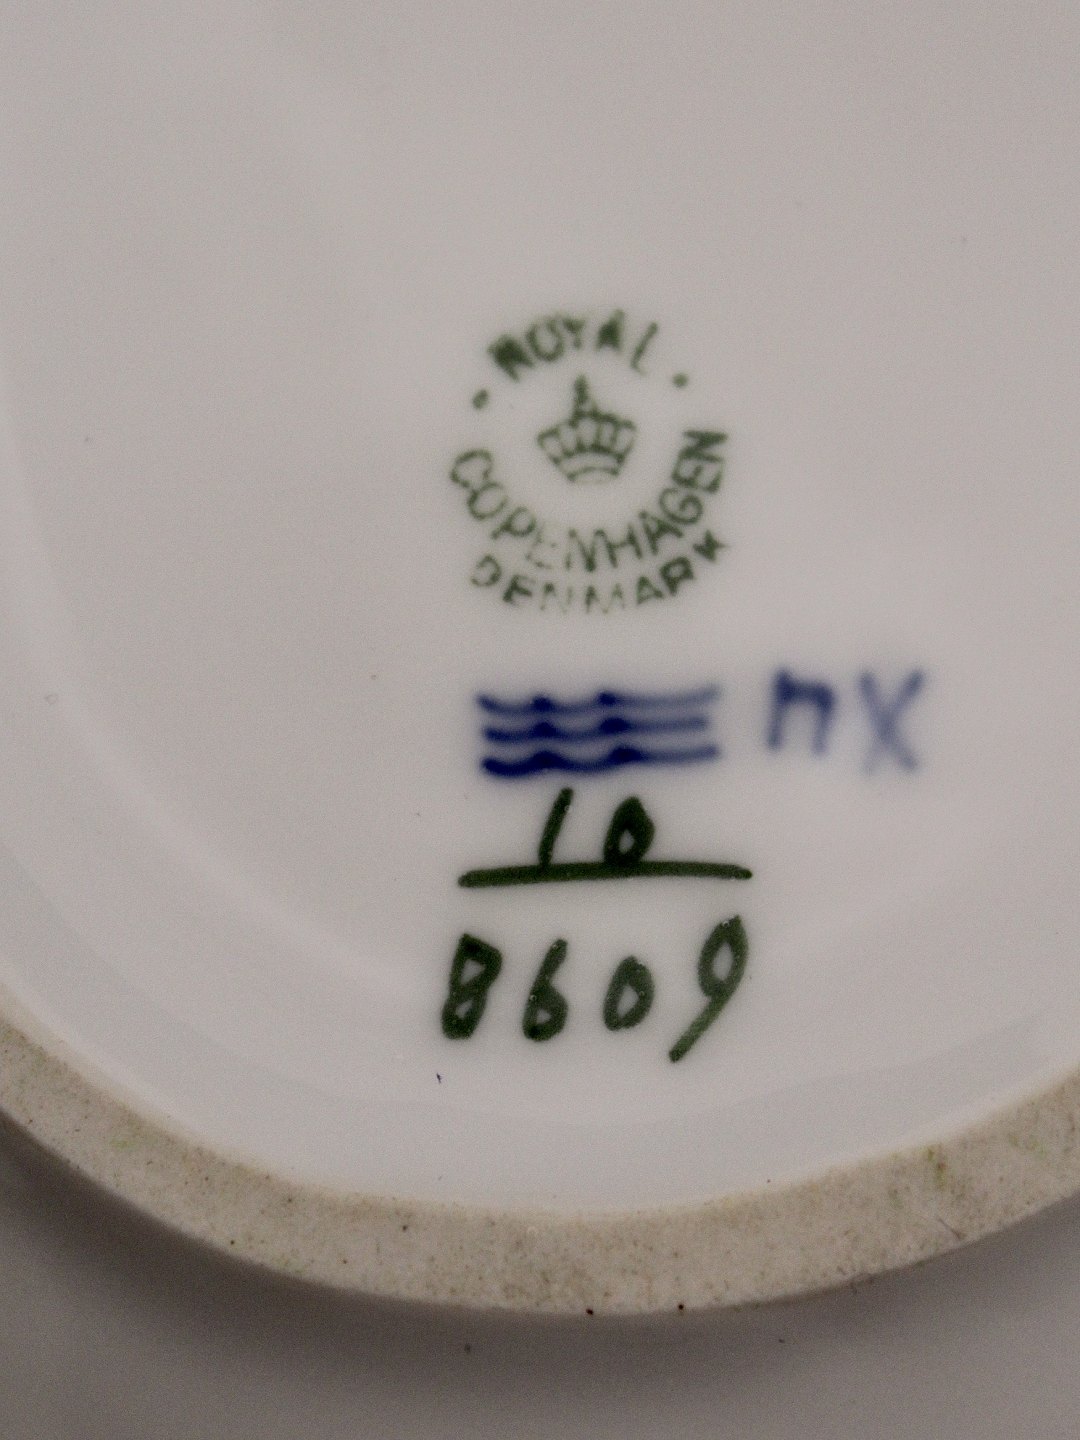 ROYAL
COPENHAGEN
DENMARK
nX
10
8609